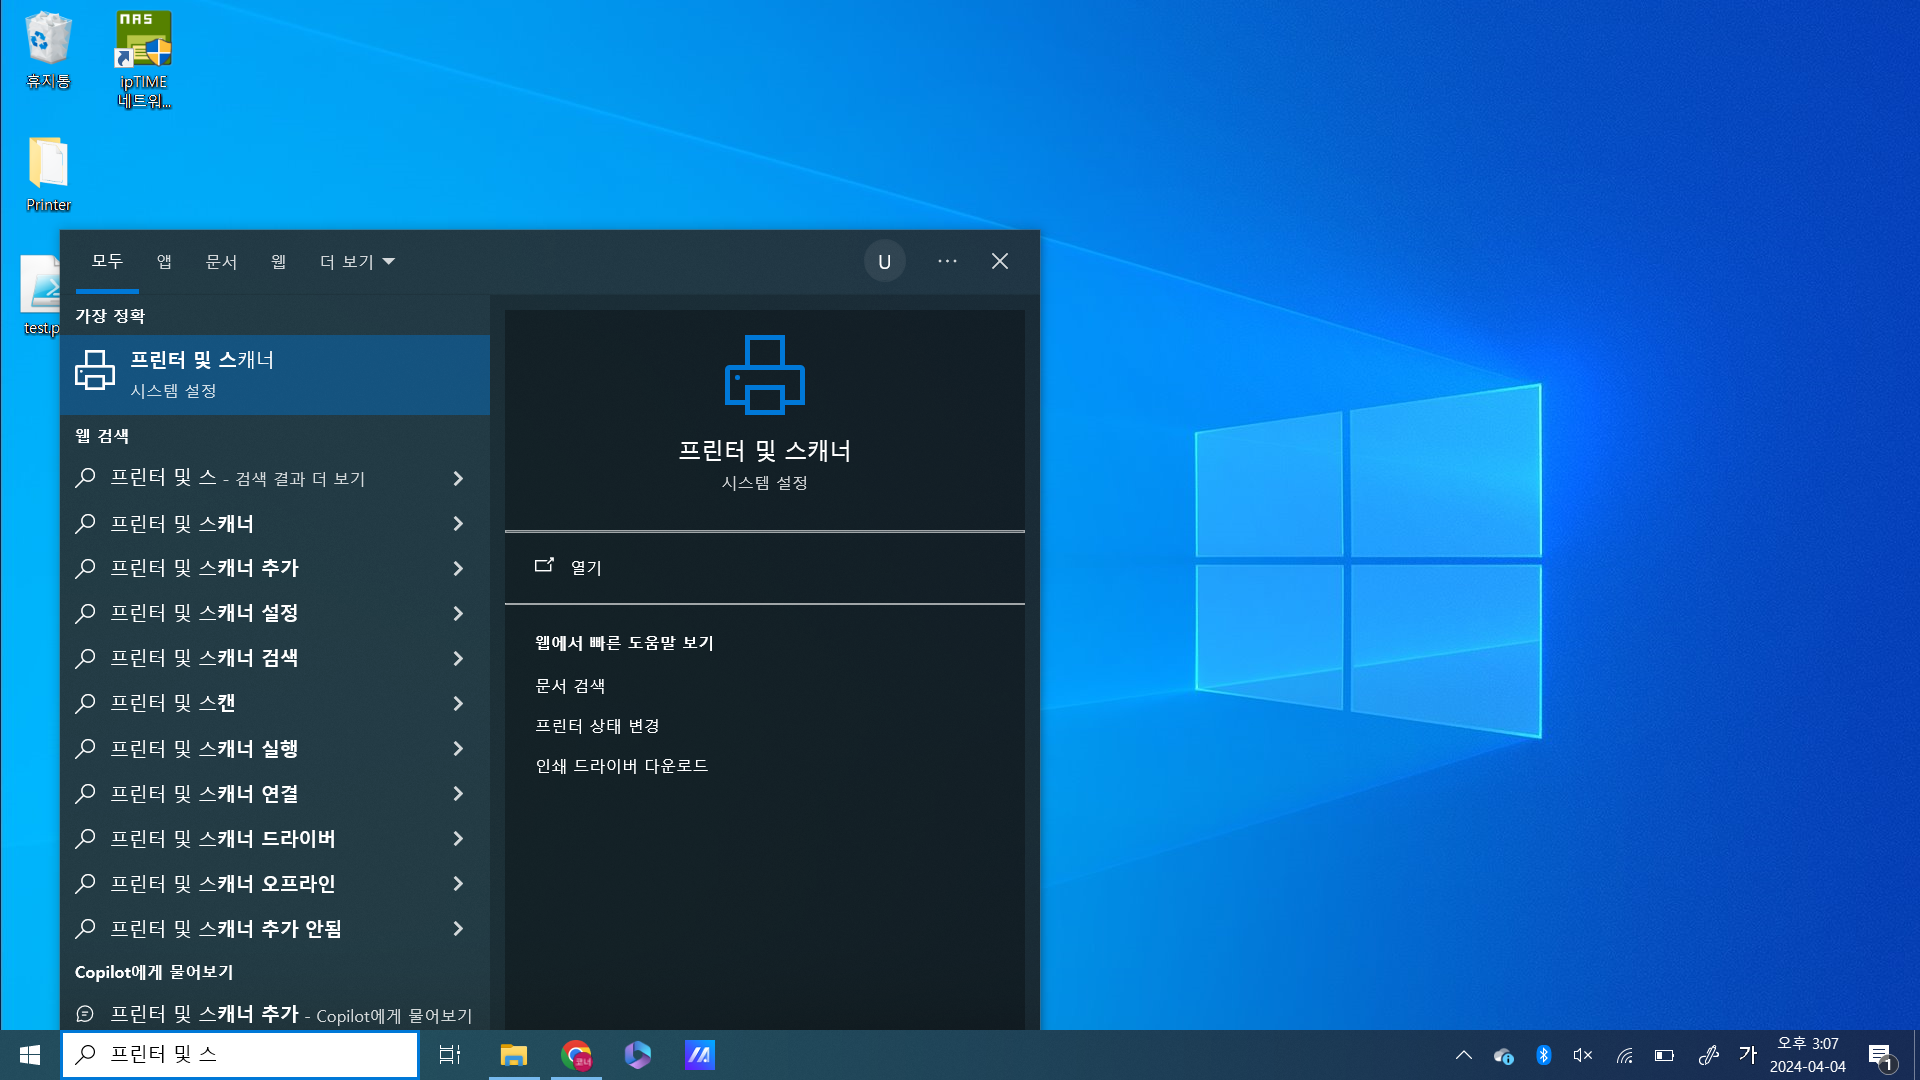 휴지통
NAS
ipTIME
네트워...
Printer
test.p
모두
앱
문서
웹
더 보기
U
가장 정확
프린터 및 스캐너
시스템 설정
웹 검색
프린터 및 스 - 검색 결과 더 보기
프린터 및 스캐너
프린터 및 스캐너 추가
프린터 및 스캐너 설정
프린터 및 스캐너 검색
프린터 및 스캔
프린터 및 스캐너 실행
프린터 및 스캐너 연결
프린터 및 스캐너 드라이버
프린터 및 스캐너 오프라인
프린터 및 스캐너 추가 안됨
Copilot에게 물어보기
프린터 및 스캐너 추가 - Copilot에게 물어보기
프린터 및 스캐너
시스템 설정
열기
웹에서 빠른 도움말 보기
문서 검색
프린터 상태 변경
인쇄 드라이버 다운로드
프린터 및 스
코너
가
오후 3:07
2024-04-04
1